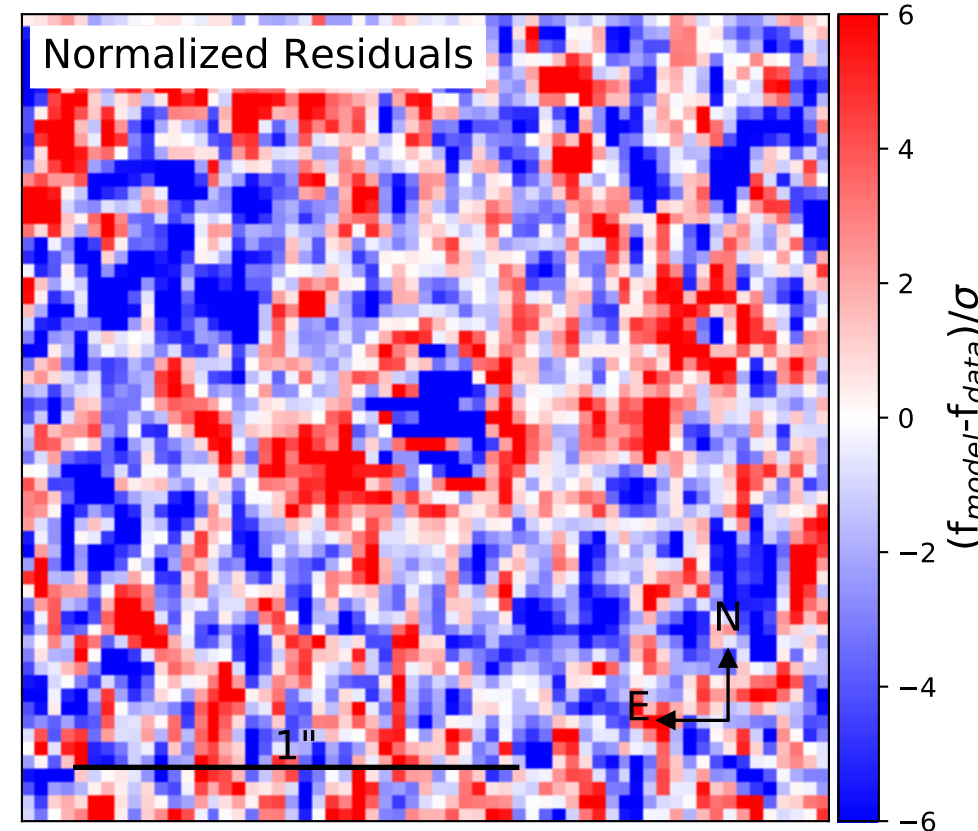 Normalized Residuals
6
4
2
0
−2
−4
−6
(f_model-f_data)/σ
N
E
1"